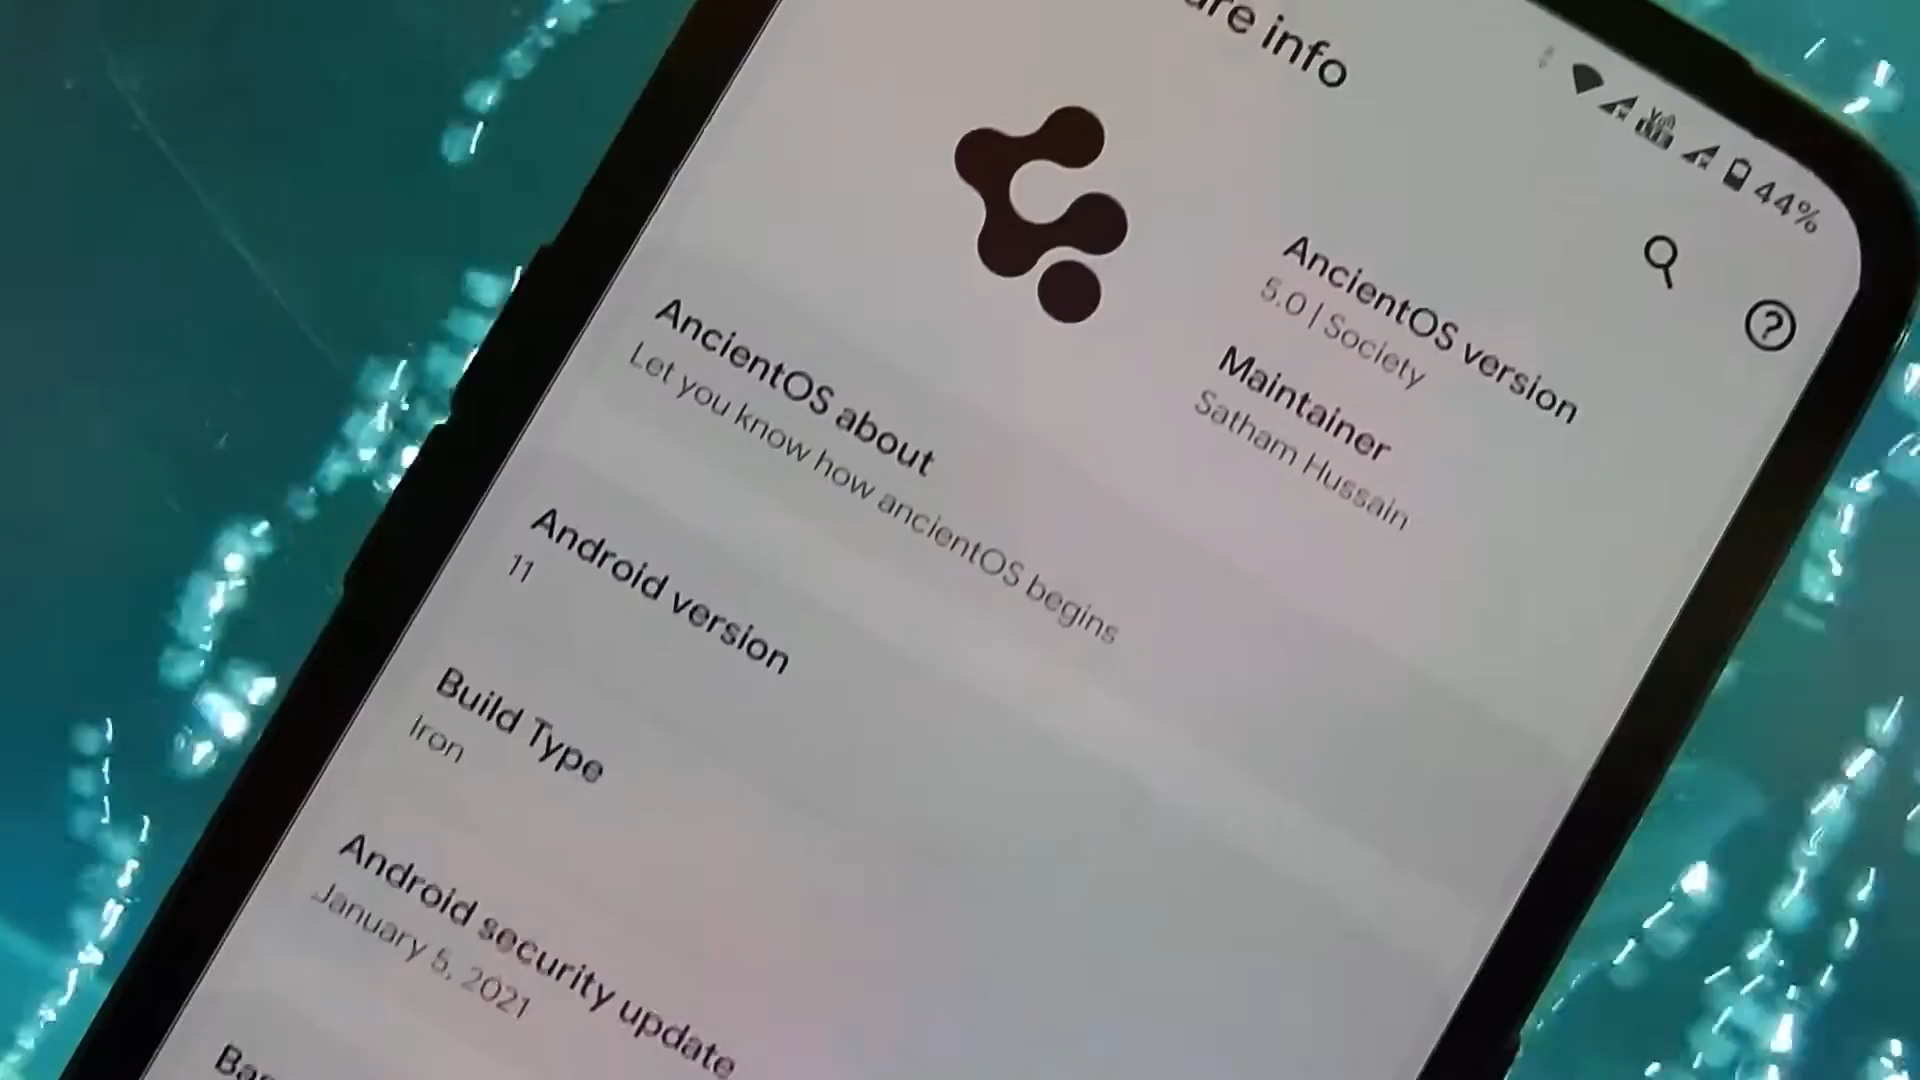 44%
info
AncientOS version
5.0 | Society
Maintainer
Satham Hussain
AncientOS about
Let you know how ancientOS begins
Android version
11
Build Type
Iron
Android security update
January 5, 2021